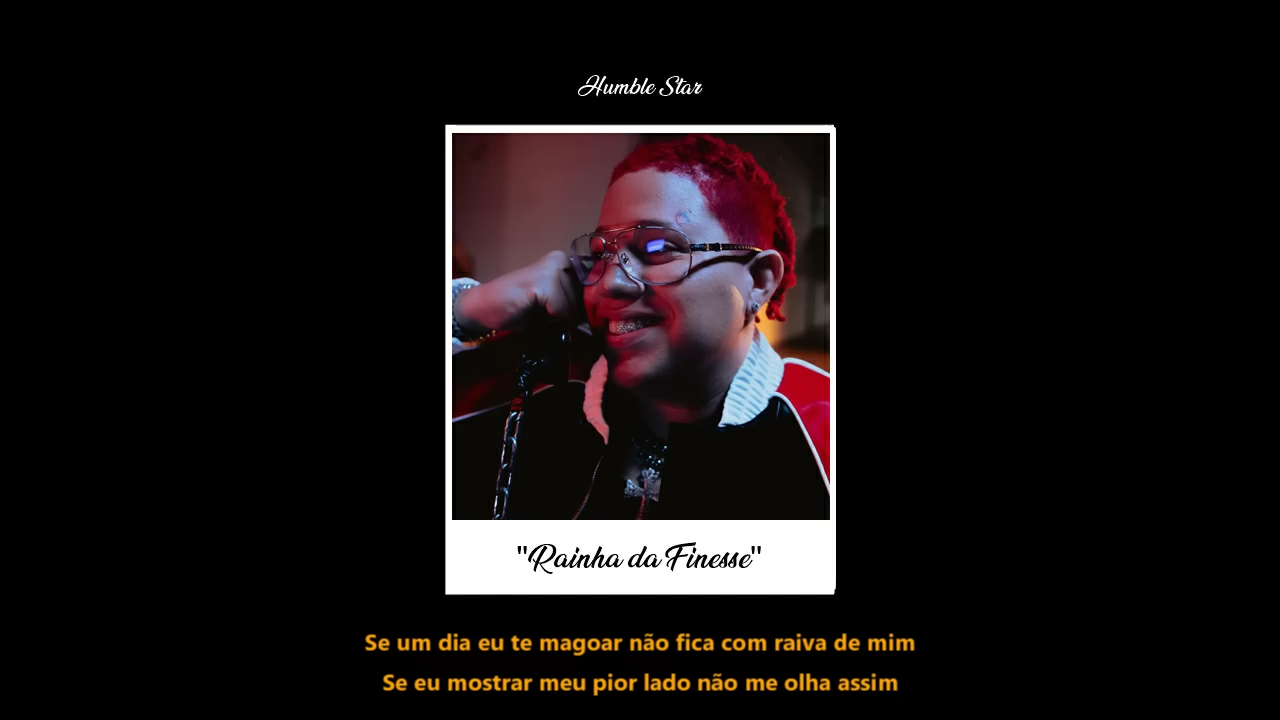 Humble Star
"Rainha da Finesse"
Se um dia eu te magoar não fica com raiva de mim
Se eu mostrar meu pior lado não me olha assim